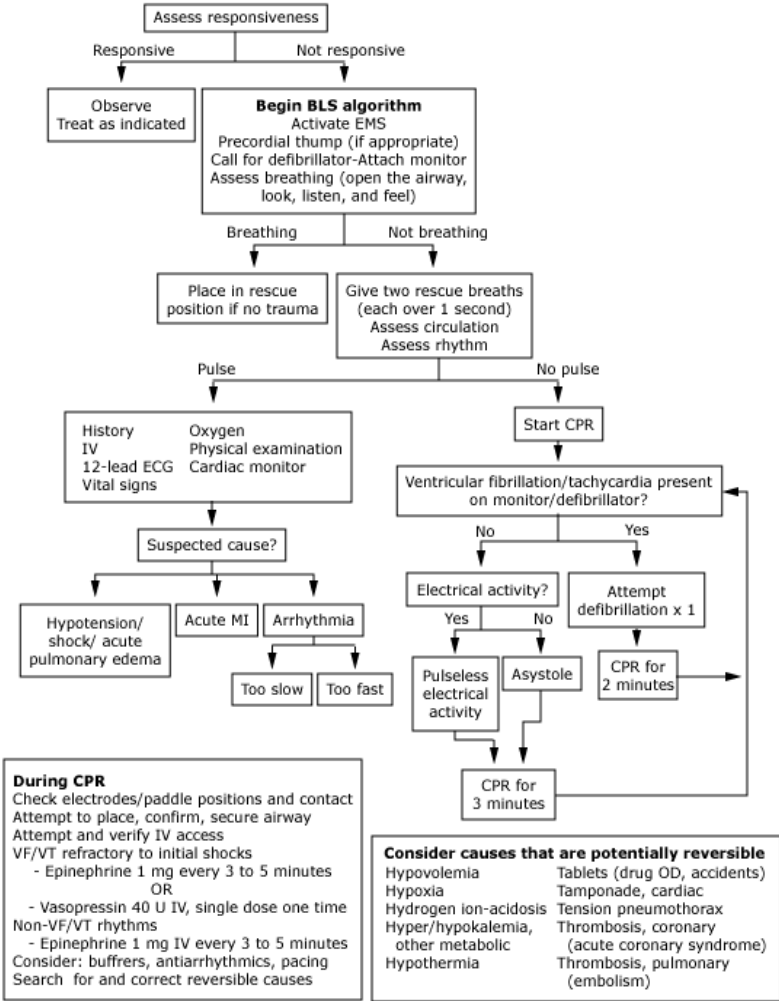 Assess responsiveness
Responsive
Not responsive
Observe
Treat as indicated
Begin BLS algorithm
Activate EMS
Precordial thump (if appropriate)
Call for defibrillator-Attach monitor
Assess breathing (open the airway,
look, listen, and feel)
Breathing
Not breathing
Place in rescue
position if no trauma
Give two rescue breaths
(each over 1 second)
Assess circulation
Assess rhythm
Pulse
No pulse
History
IV
12-lead ECG
Vital signs
Oxygen
Physical examination
Cardiac monitor
Start CPR
Suspected cause?
Ventricular fibrillation/tachycardia present
on monitor/defibrillator?
No
Yes
Hypotension/
shock/ acute
pulmonary edema
Acute MI
Arrhythmia
Too slow
Too fast
Electrical activity?
Yes
No
Attempt
defibrillation x 1
Pulseless
electrical
activity
Asystole
CPR for
2 minutes
CPR for
3 minutes
During CPR
Check electrodes/paddle positions and contact
Attempt to place, confirm, secure airway
Attempt and verify IV access
VF/VT refractory to initial shocks
- Epinephrine 1 mg every 3 to 5 minutes
OR
- Vasopressin 40 U IV, single dose one time
Non-VF/VT rhythms
- Epinephrine 1 mg IV every 3 to 5 minutes
Consider: buffrers, antiarrhythmics, pacing
Search for and correct reversible causes
Consider causes that are potentially reversible
Hypovolemia
Hypoxia
Hydrogen ion-acidosis
Hyper/hypokalemia,
other metabolic
Hypothermia
Tablets (drug OD, accidents)
Tamponade, cardiac
Tension pneumothorax
Thrombosis, coronary
(acute coronary syndrome)
Thrombosis, pulmonary
(embolism)